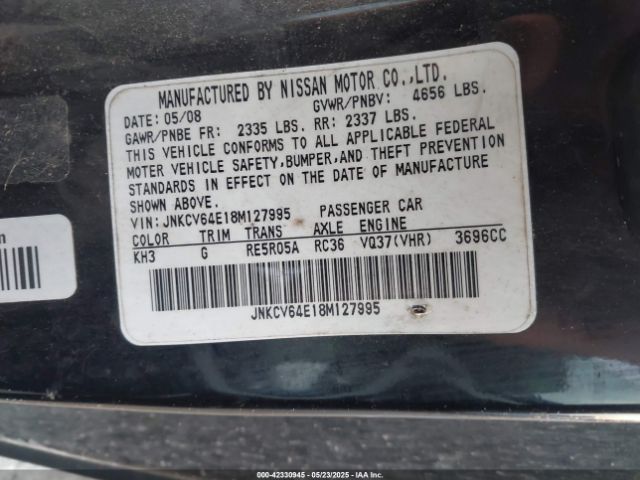 MANUFACTURED BY NISSAN MOTOR CO.,LTD.
DATE: 05/08 GVWR/PNBV: 4656 LBS.
GAWR/PNBE FR: 2335 LBS. RR: 2337 LBS.
THIS VEHICLE CONFORMS TO ALL APPLICABLE FEDERAL
MOTOR VEHICLE SAFETY,BUMPER,AND THEFT PREVENTION
STANDARDS IN EFFECT ON THE DATE OF MANUFACTURE
SHOWN ABOVE.
VIN: JNKCV64E18M127995 PASSENGER CAR
COLOR TRIM TRANS AXLE ENGINE
KH3 G RE5R05A RC36 VQ37(VHR) 3696CC
JNKCV64E18M127995
000-42330945 - 05/23/2025 - IAA, Inc.